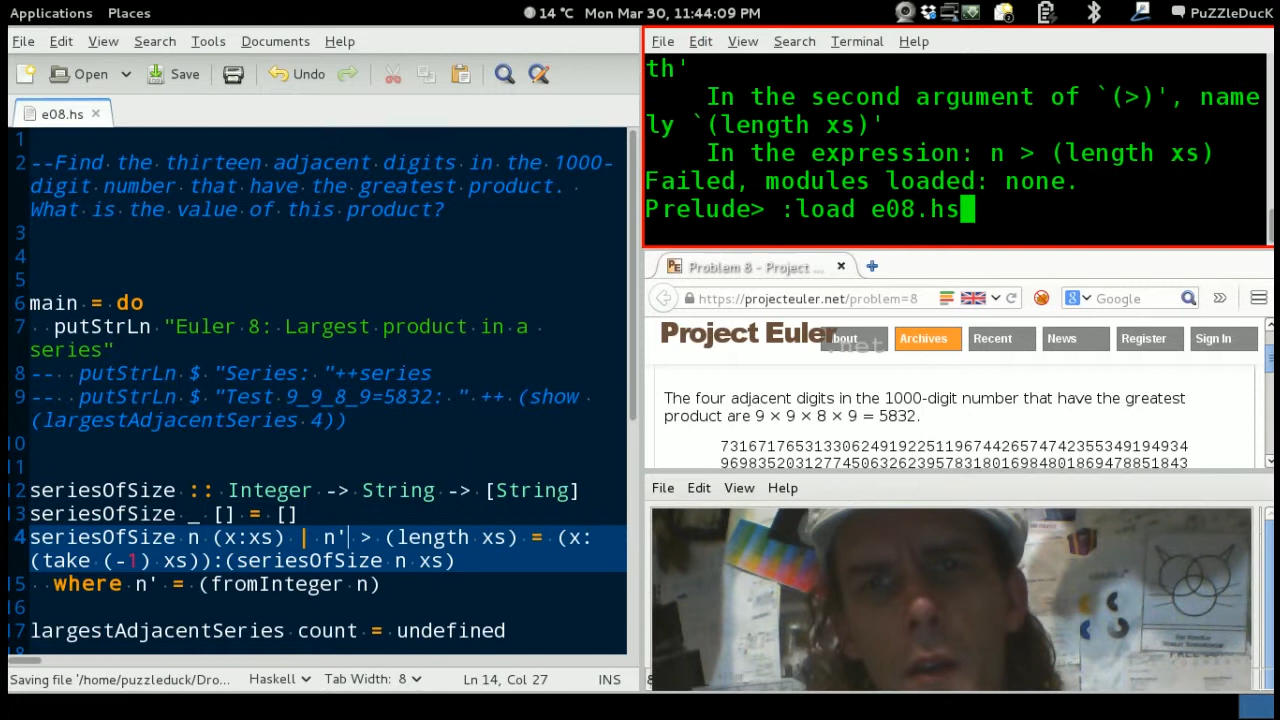 Applications Places 14 °C Mon Mar 30, 11:44:09 PM PuZZleDucK
File Edit View Search Tools Documents Help
Open Save Undo
e08.hs
1
2 --Find the thirteen adjacent digits in the 1000-
digit number that have the greatest product.
What is the value of this product?
3
4
5
6 main = do
7 putStrLn "Euler 8: Largest product in a
series"
8 -- putStrLn $ "Series: "++series
9 -- putStrLn $ "Test 9_9_8_9=5832: " ++ (show
(largestAdjacentSeries 4))
10
11
12 seriesOfSize :: Integer -> String -> [String]
13 seriesOfSize _ [] = []
4 seriesOfSize n (x:xs) | n' > (length xs) = (x:
(take (-1) xs)):(seriesOfSize n xs)
15 where n' = (fromInteger n)
16
17 largestAdjacentSeries count = undefined
Saving file '/home/puzzleduck/Dro... Haskell Tab Width: 8 Ln 14, Col 27 INS
File Edit View Search Terminal Help
th'
In the second argument of `(>)', name
ly `(length xs)'
In the expression: n > (length xs)
Failed, modules loaded: none.
Prelude> :load e08.hs
Problem 8 - Project ...
https://projecteuler.net/problem=8 Google
Project Euler .net bout Archives Recent News Register Sign In
The four adjacent digits in the 1000-digit number that have the greatest
product are 9 × 9 × 8 × 9 = 5832.
73167176531330624919225119674426574742355349194934
96983520312774506326239578318016984801869478851843
File Edit View Help